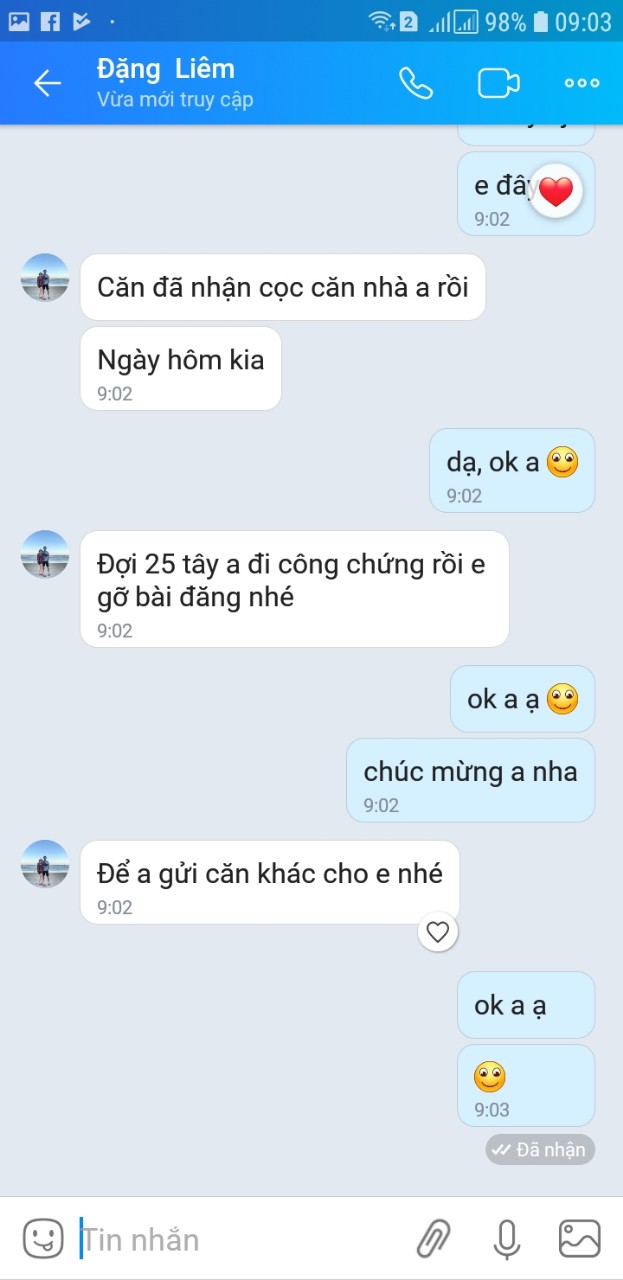 98% 09:03
Đặng Liêm
Vừa mới truy cập
e đây
9:02
Căn đã nhận cọc căn nhà a rồi
Ngày hôm kia
9:02
dạ, ok a
9:02
Đợi 25 tây a đi công chứng rồi e
gỡ bài đăng nhé
9:02
ok a ạ
chúc mừng a nha
9:02
Để a gửi căn khác cho e nhé
9:02
ok a ạ
9:03
Đã nhận
Tin nhắn